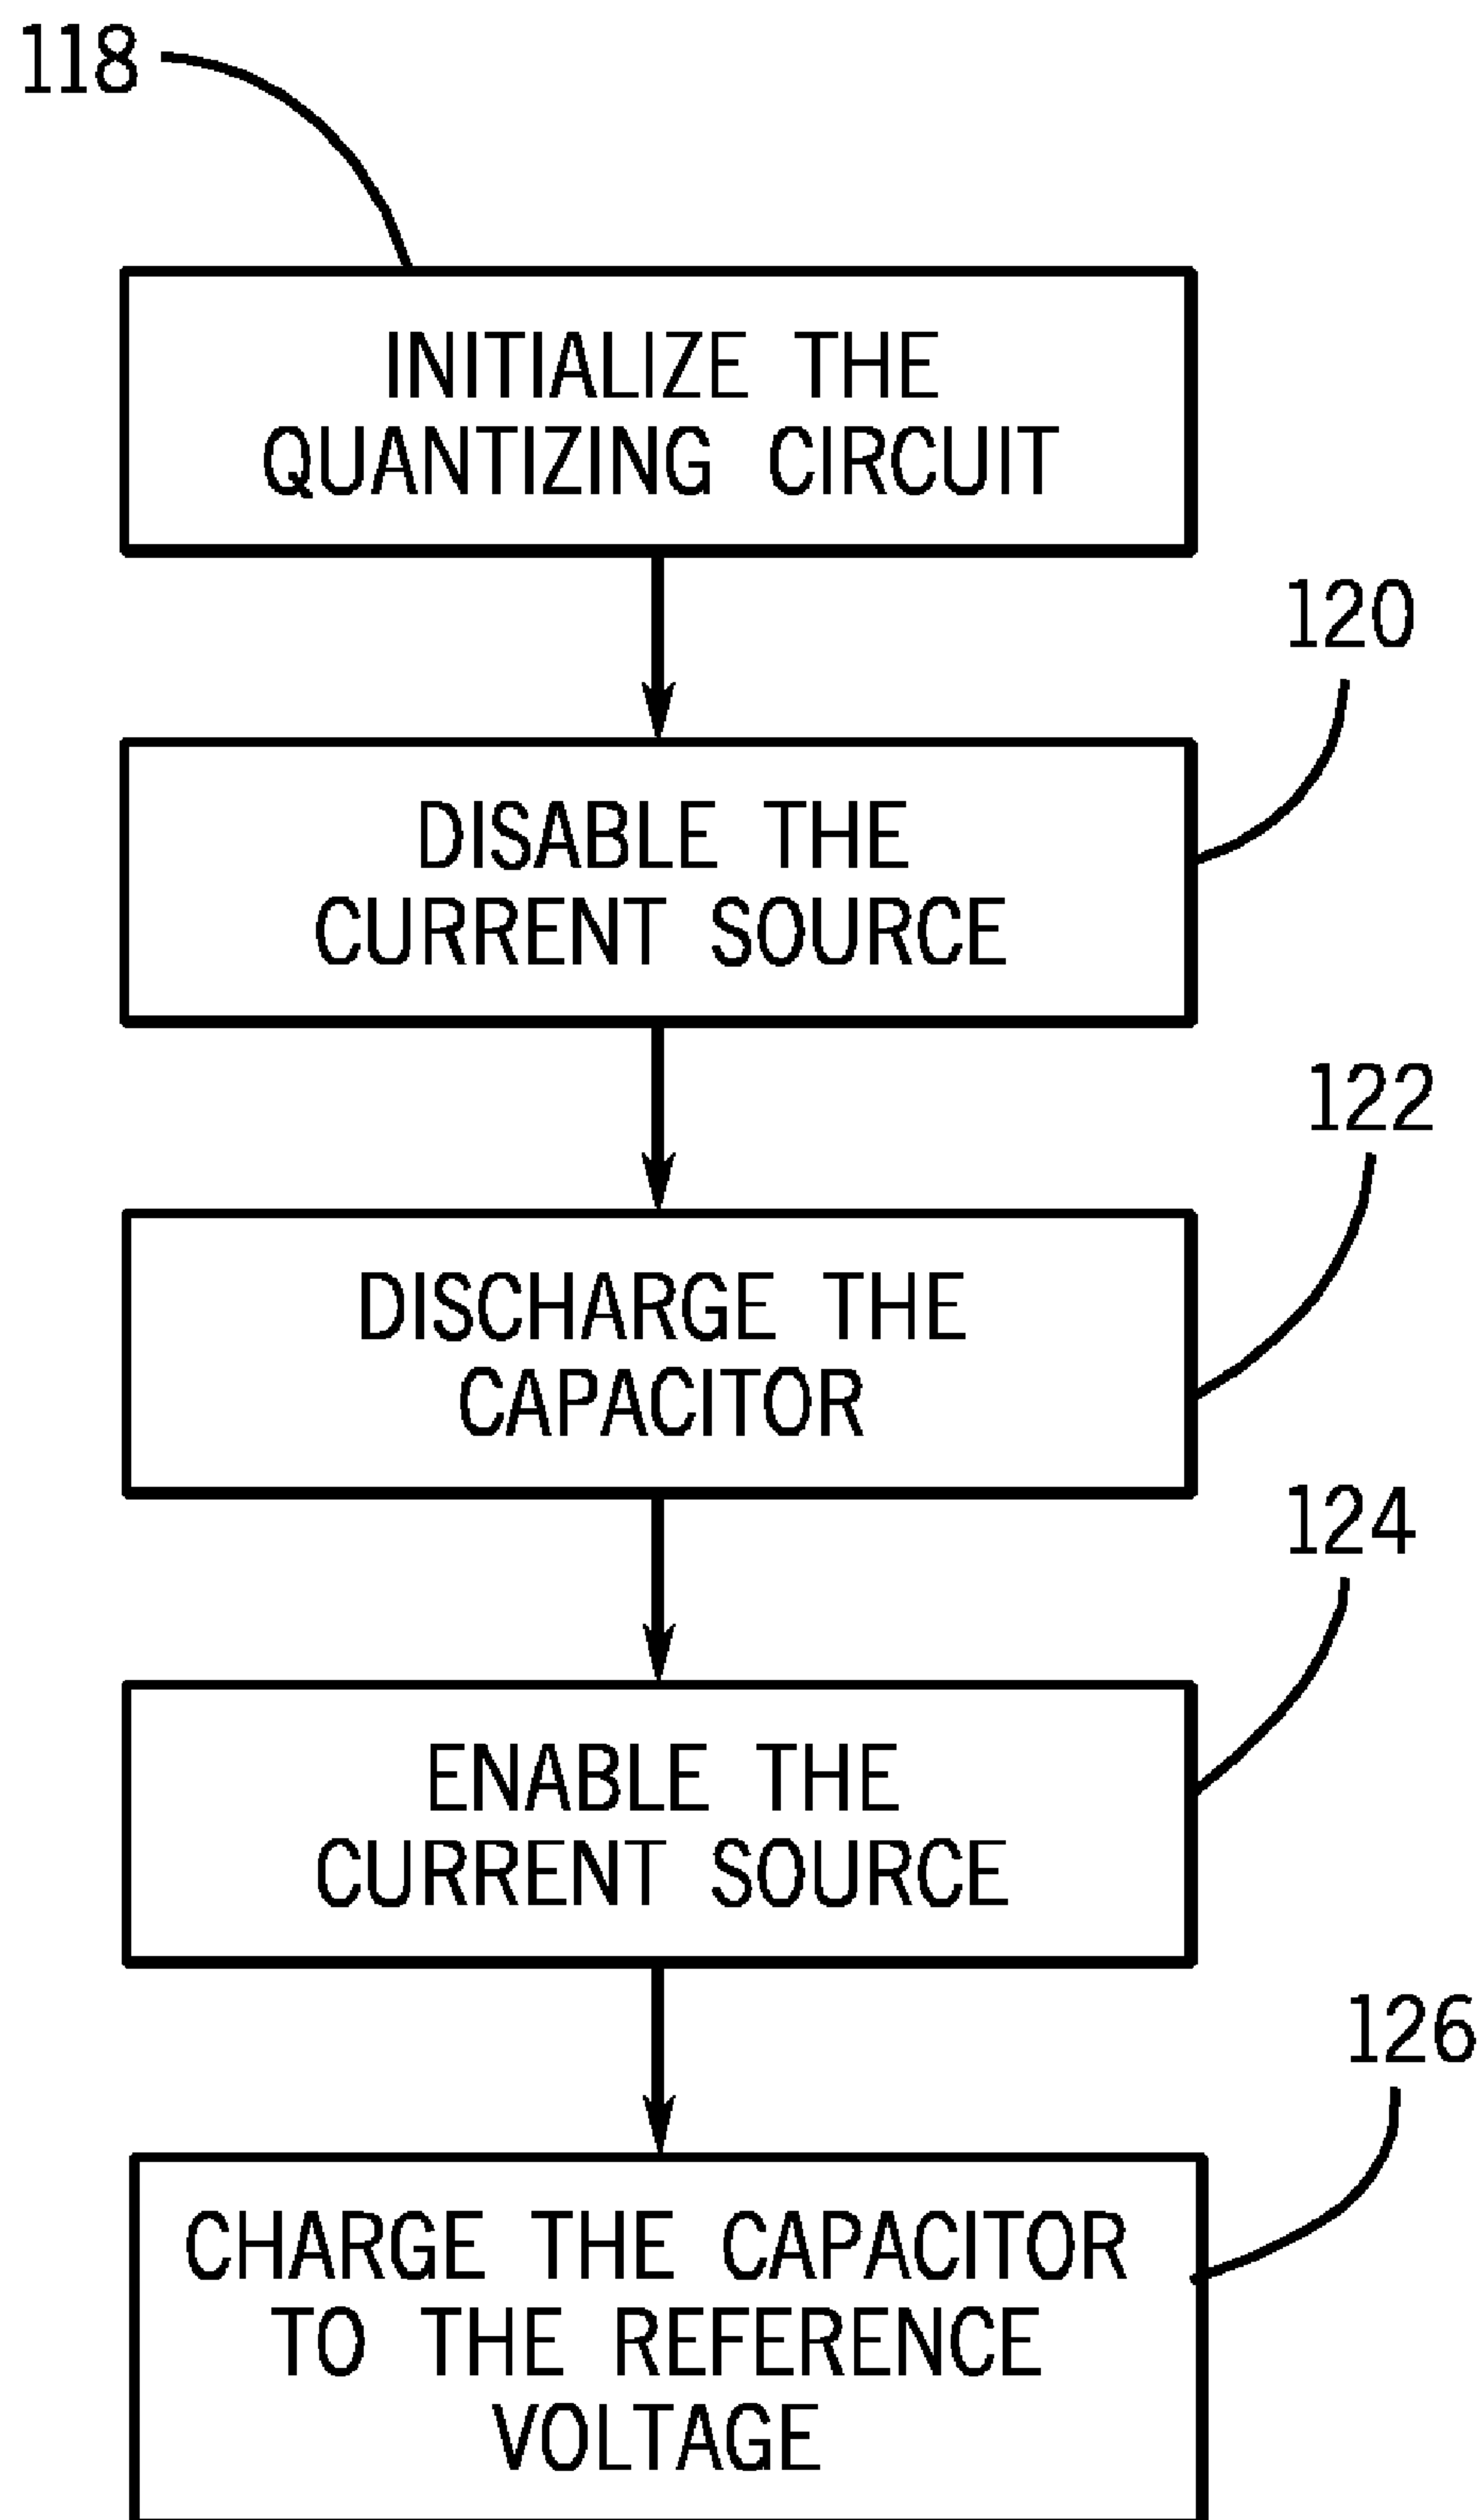 118
INITIALIZE THE
QUANTIZING CIRCUIT
120
DISABLE THE
CURRENT SOURCE
122
DISCHARGE THE
CAPACITOR
124
ENABLE THE
CURRENT SOURCE
126
CHARGE THE CAPACITOR
TO THE REFERENCE
VOLTAGE